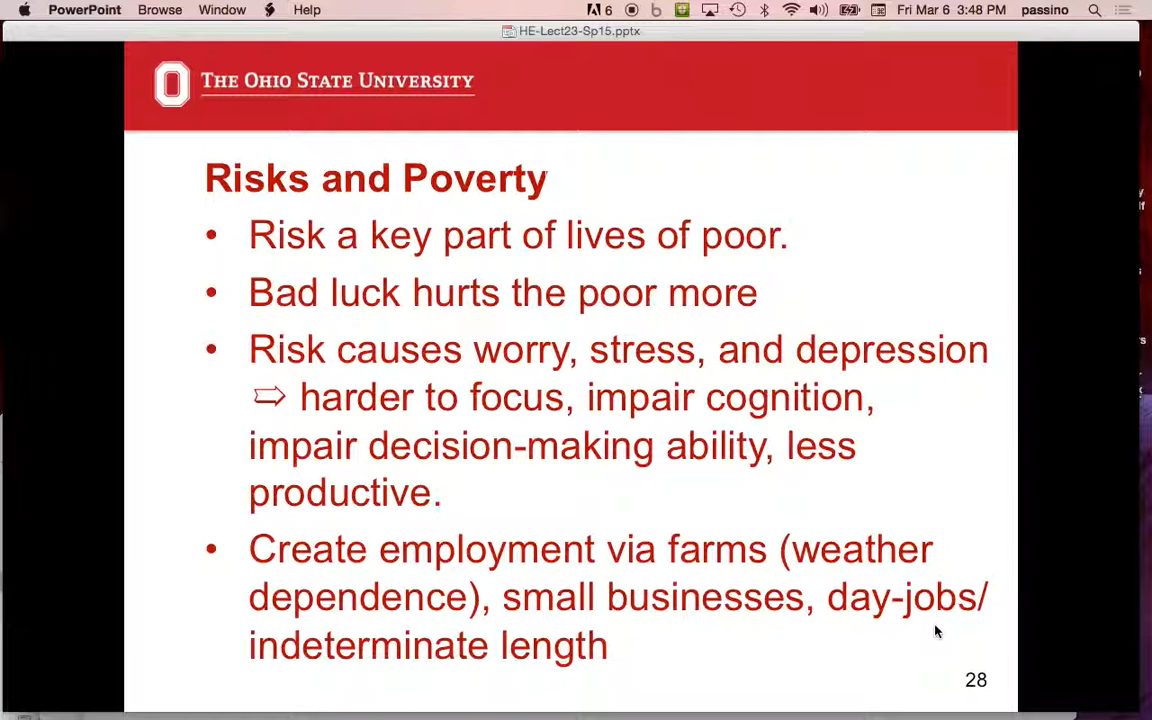 PowerPoint Browse Window Help 6 Fri Mar 6 3:48 PM passino
HE-Lect23-Sp15.pptx
THE OHIO STATE UNIVERSITY
Risks and Poverty
• Risk a key part of lives of poor.
• Bad luck hurts the poor more
• Risk causes worry, stress, and depression
⇨ harder to focus, impair cognition,
impair decision-making ability, less
productive.
• Create employment via farms (weather
dependence), small businesses, day-jobs/
indeterminate length
28